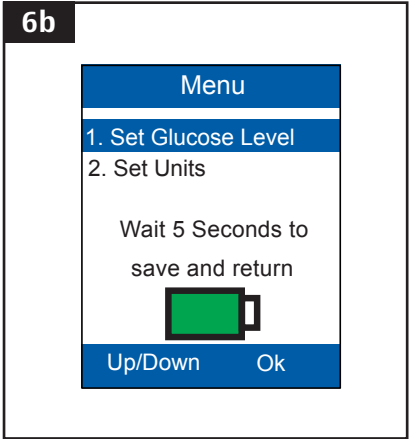 6b
Menu
1. Set Glucose Level
2. Set Units
Wait 5 Seconds to
save and return
Up/Down Ok